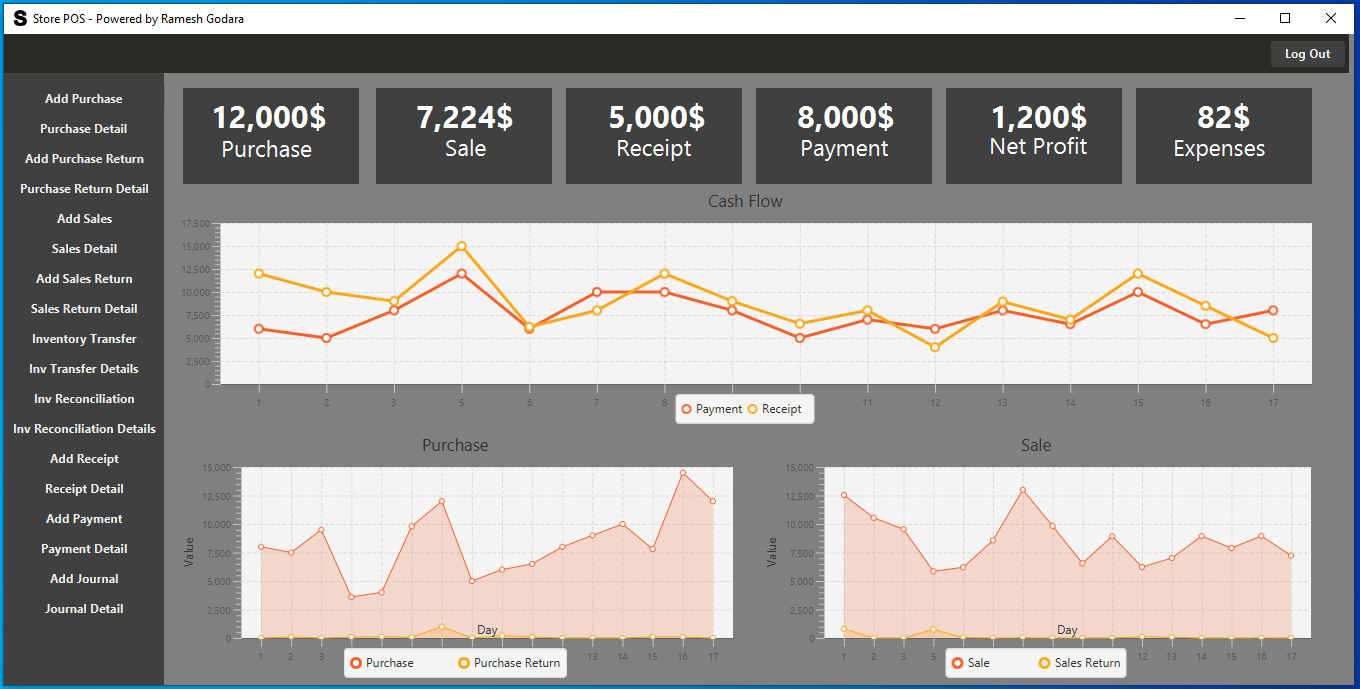 S Store POS - Powered by Ramesh Godara
Log Out
Add Purchase
Purchase Detail
Add Purchase Return
Purchase Return Detail
Add Sales
Sales Detail
Add Sales Return
Sales Return Detail
Inventory Transfer
Inv Transfer Details
Inv Reconciliation
Inv Reconciliation Details
Add Receipt
Receipt Detail
Add Payment
Payment Detail
Add Journal
Journal Detail
12,000$
Purchase
7,224$
Sale
5,000$
Receipt
8,000$
Payment
1,200$
Net Profit
82$
Expenses
Cash Flow
17,500
15,000
12,500
10,000
7,500
5,000
2,500
0
1 2 3 5 6 7 8 11 12 13 14 15 16 17
Payment Receipt
Purchase
Value
15,000
12,500
10,000
7,500
5,000
2,500
0
Day
1 2 3 13 14 15 16 17
Purchase Purchase Return
Sale
Value
15,000
12,500
10,000
7,500
5,000
2,500
0
Day
1 2 3 5 12 13 14 15 16 17
Sale Sales Return